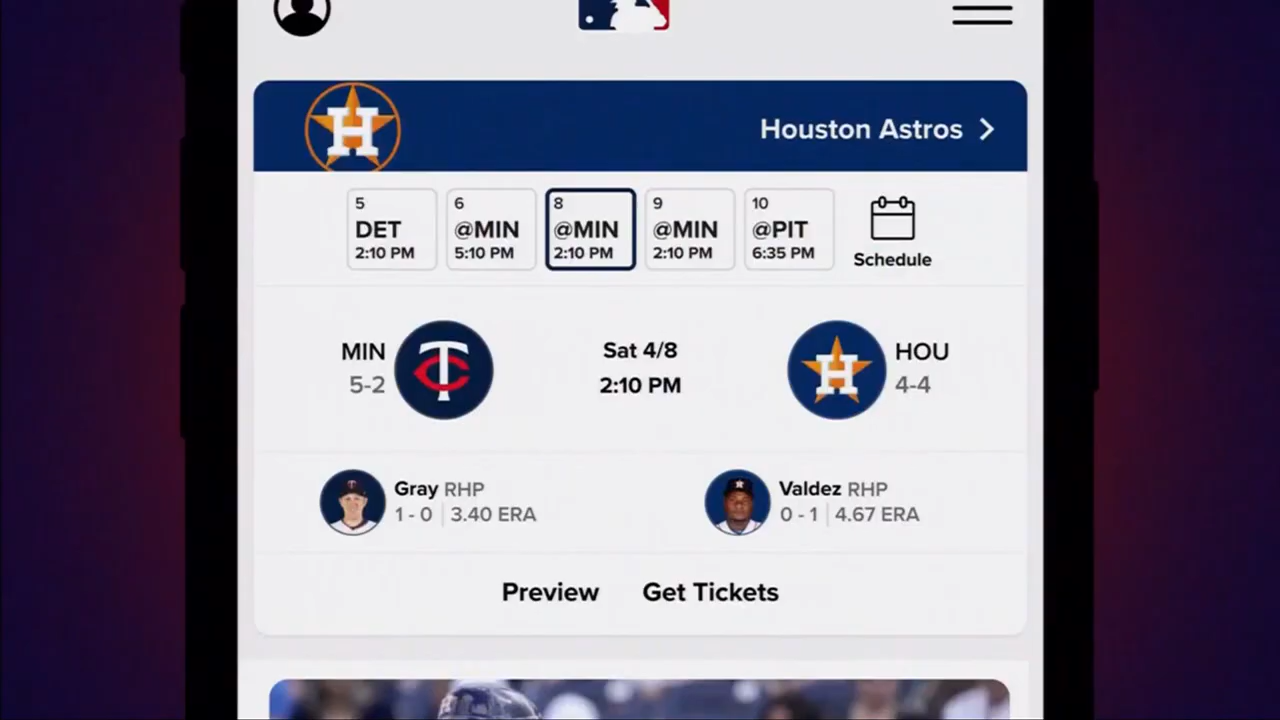 Houston Astros
5
DET
2:10 PM
6
@MIN
5:10 PM
8
@MIN
2:10 PM
9
@MIN
2:10 PM
10
@PIT
6:35 PM
Schedule
MIN
5-2
Sat 4/8
2:10 PM
HOU
4-4
Gray RHP
1 - 0 | 3.40 ERA
Valdez RHP
0 - 1 | 4.67 ERA
Preview
Get Tickets